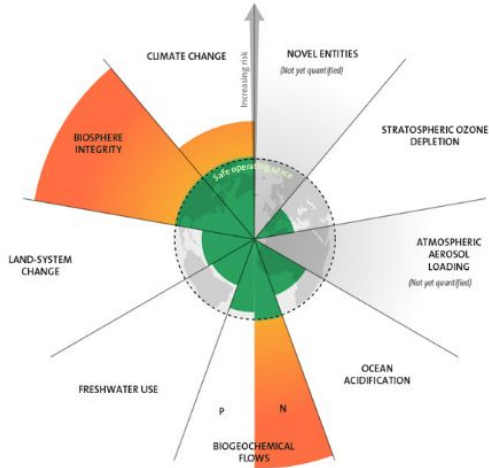 CLIMATE CHANGE
Increasing risk
NOVEL ENTITIES
(Not yet quantified)
STRATOSPHERIC OZONE
DEPLETION
BIOSPHERE
INTEGRITY
Safe operating space
ATMOSPHERIC
AEROSOL
LOADING
(Not yet quantified)
LAND-SYSTEM
CHANGE
OCEAN
ACIDIFICATION
FRESHWATER USE
P
N
BIOGEOCHEMICAL
FLOWS